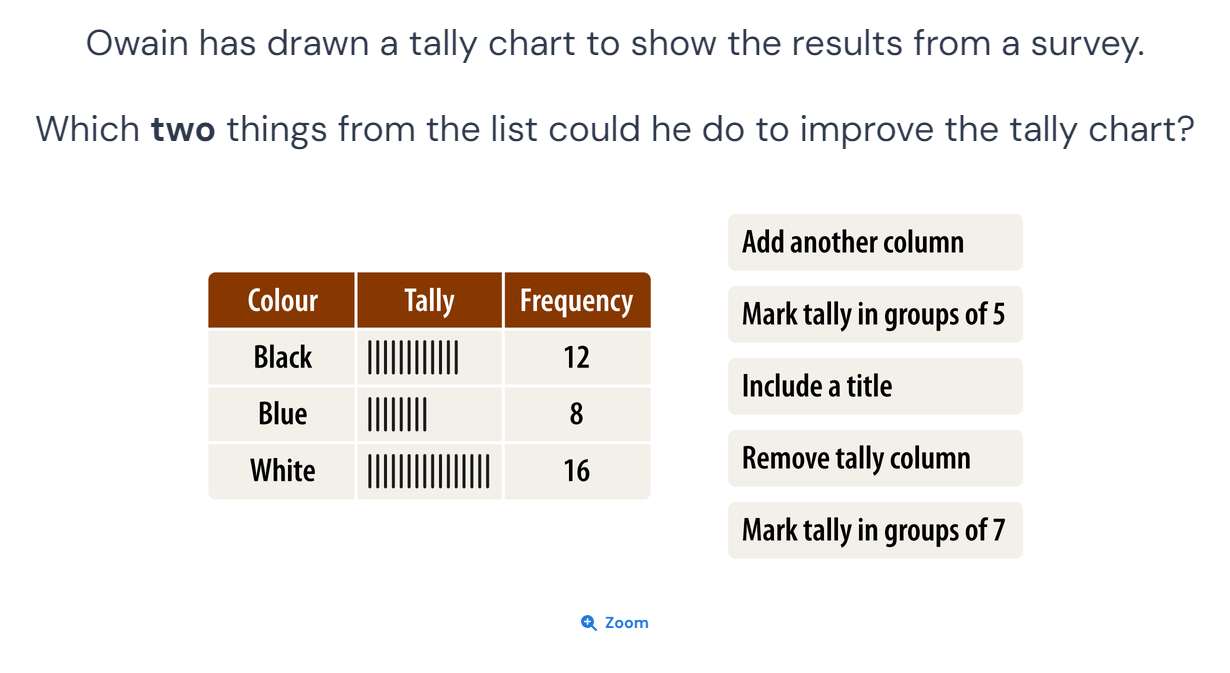 Owain has drawn a tally chart to show the results from a survey.
Which two things from the list could he do to improve the tally chart?
Colour Tally Frequency
Black |||||||||||| 12
Blue |||||||| 8
White |||||||||||||||| 16
Add another column
Mark tally in groups of 5
Include a title
Remove tally column
Mark tally in groups of 7
Zoom